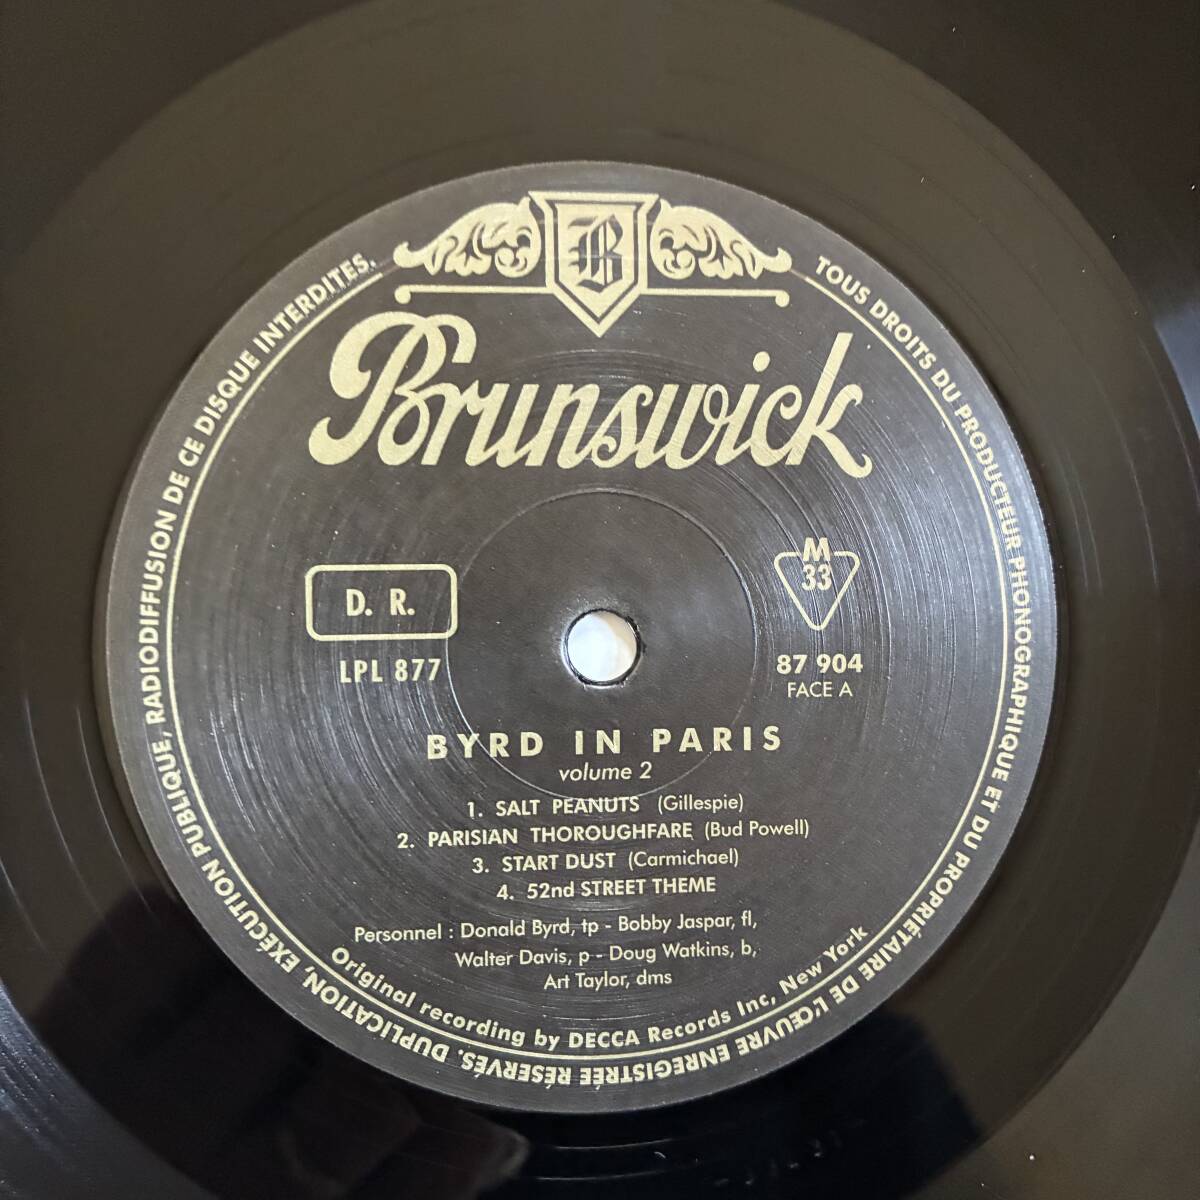 B
Brunswick
TOUS DROITS DU PRODUCTEUR PHONOGRAPHIQUE ET DU PROPRIÉTAIRE DE L'ŒUVRE ENREGISTRÉE RÉSERVÉS. DUPLICATION, EXÉCUTION PUBLIQUE, RADIODIFFUSION DE CE DISQUE INTERDITES.
D. R.
LPL 877
M
33
87 904
FACE A
BYRD IN PARIS
volume 2
1. SALT PEANUTS (Gillespie)
2. PARISIAN THOROUGHFARE (Bud Powell)
3. START DUST (Carmichael)
4. 52nd STREET THEME
Personnel : Donald Byrd, tp - Bobby Jaspar, fl,
Walter Davis, p - Doug Watkins, b,
Art Taylor, dms
Original recording by DECCA Records Inc, New York